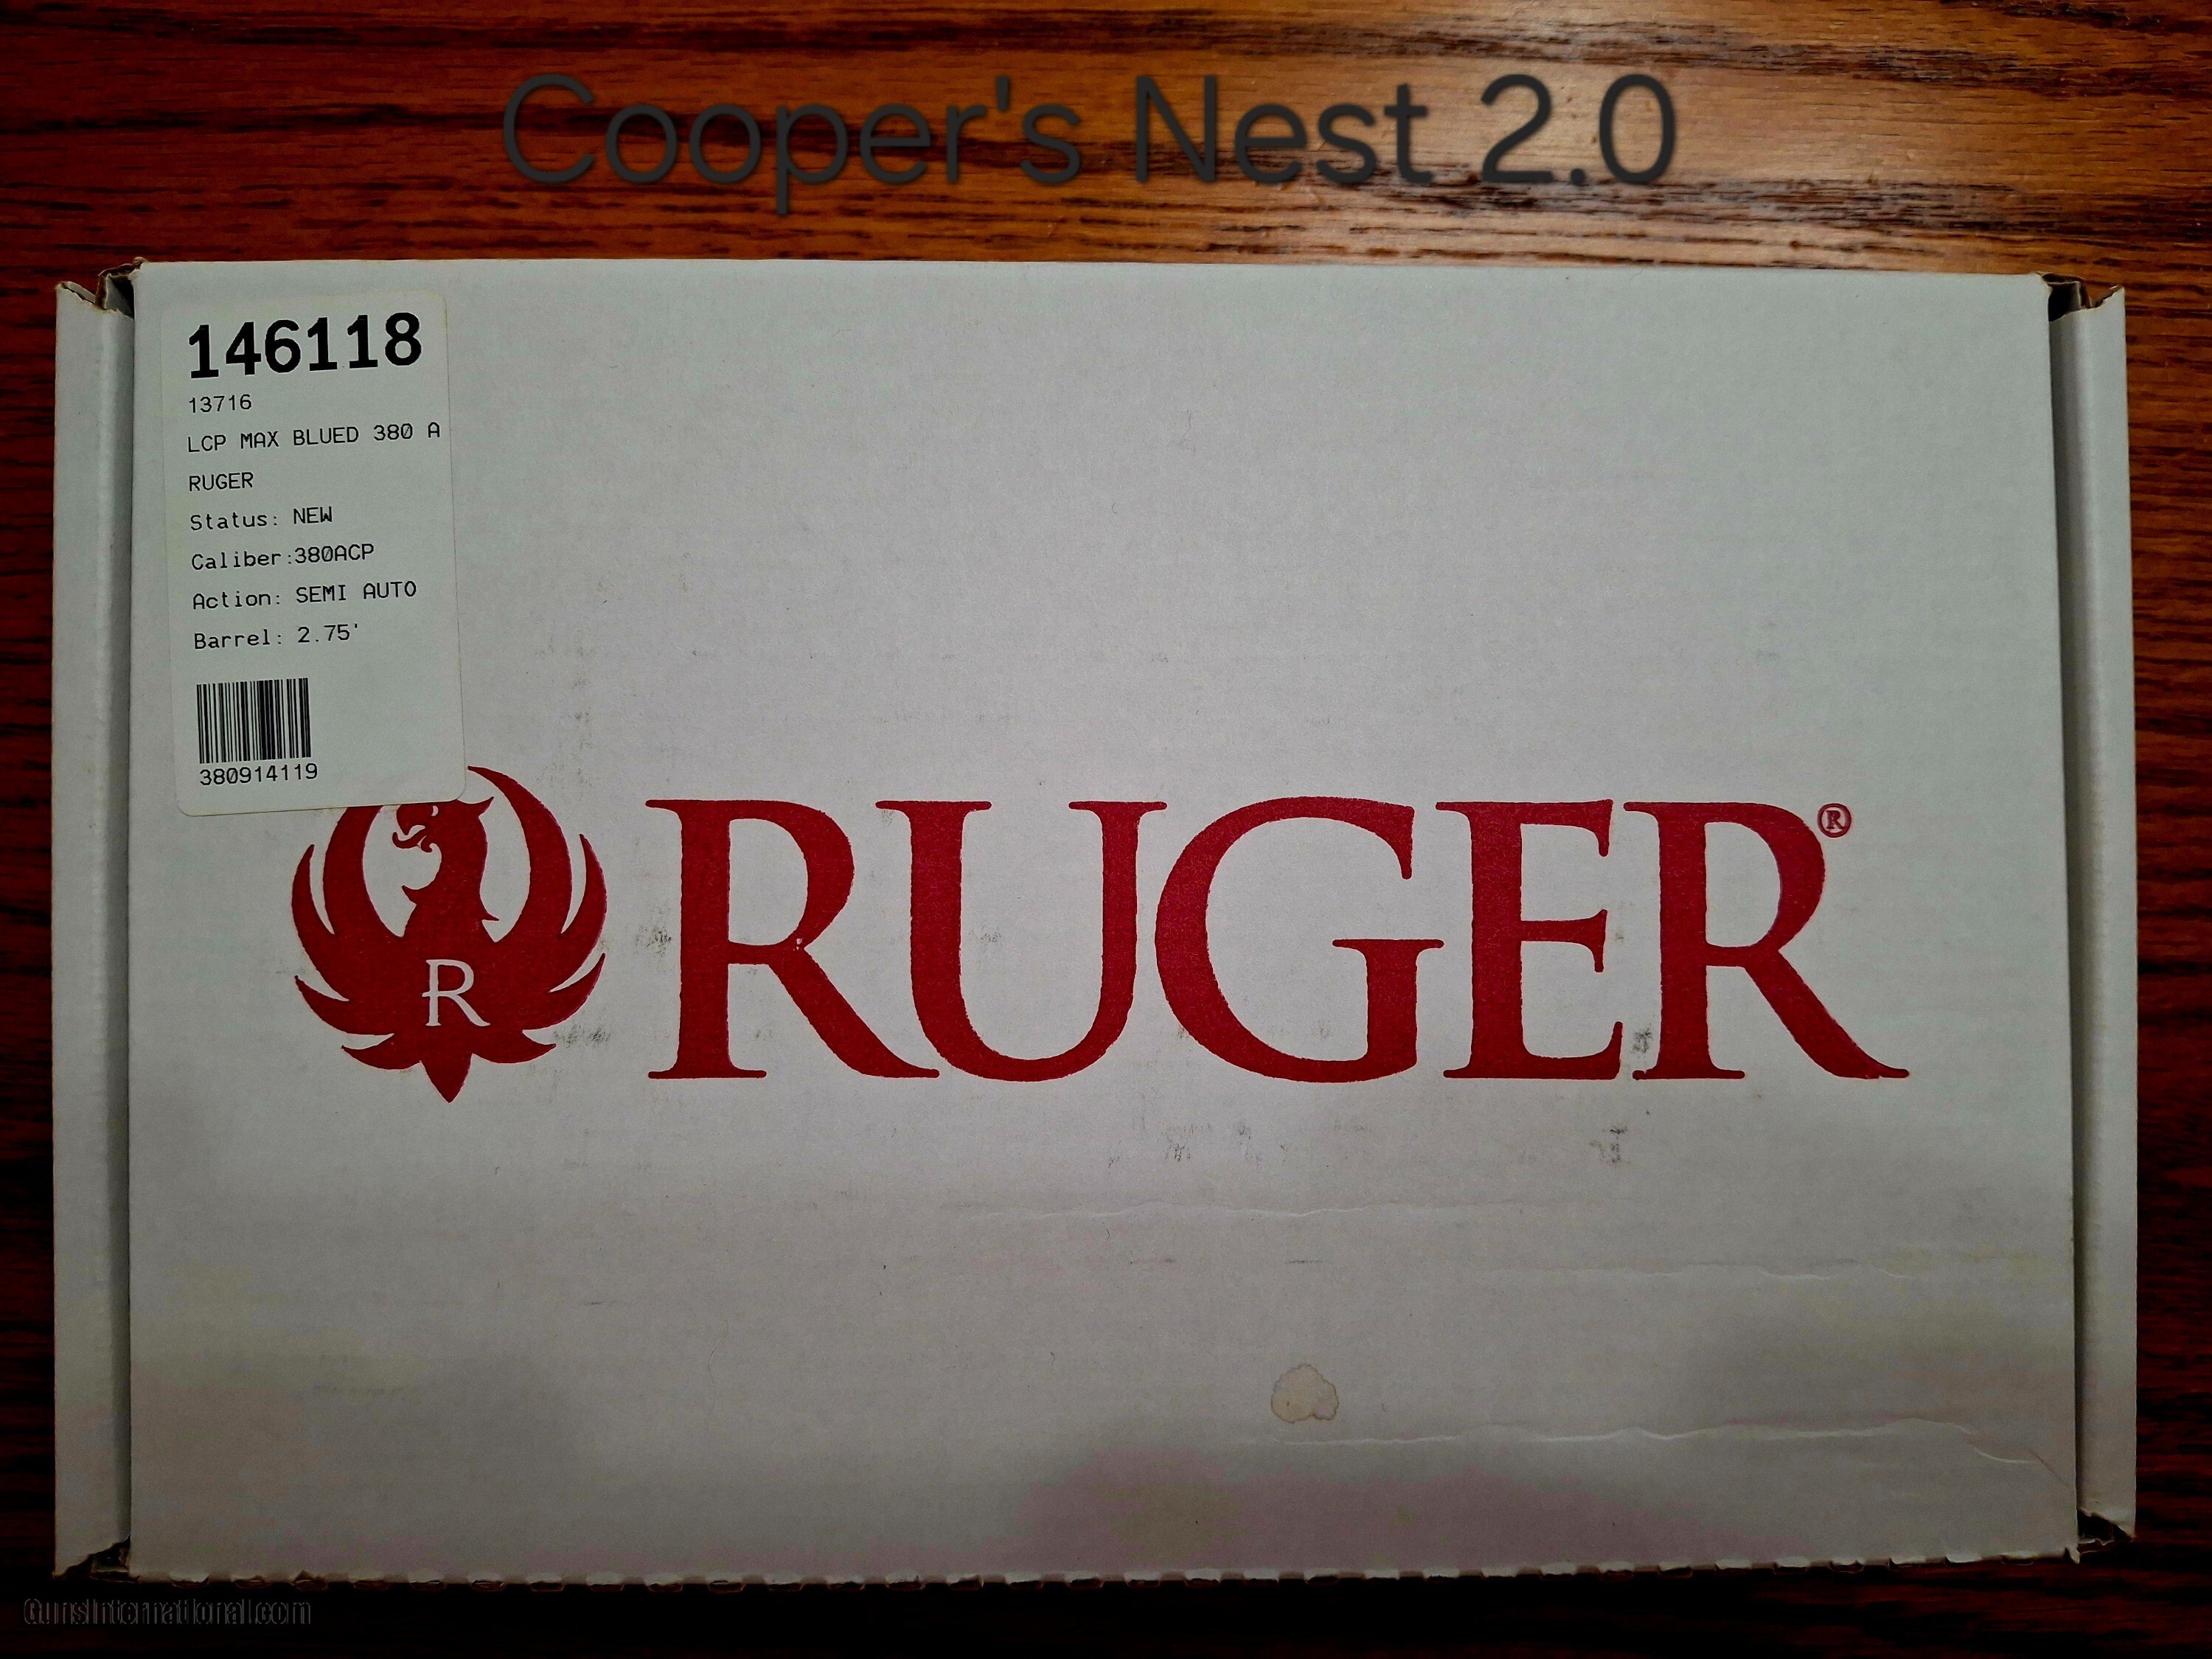 Cooper's Nest 2.0
146118
13716
LCP MAX BLUED 380 A
RUGER
Status: NEW
Caliber:380ACP
Action: SEMI AUTO
Barrel: 2.75'
380914119
R
RUGER®
GunsInternational.com